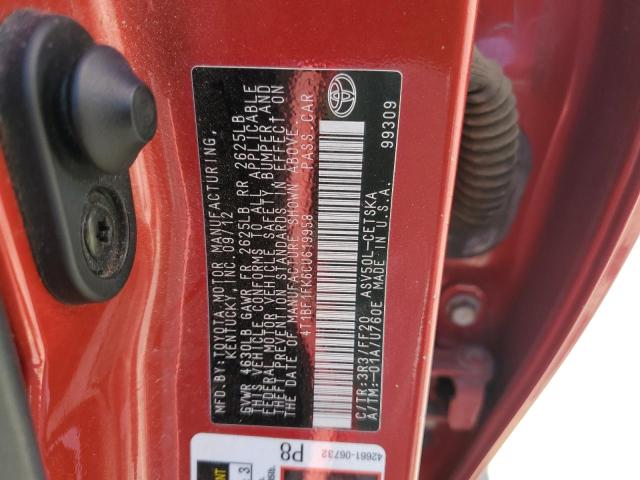 MFD. BY: TOYOTA MOTOR MANUFACTURING,
KENTUCKY, INC. 09/12
GVWR 4630LB GAWR FR 2625LB RR 2625LB
THIS VEHICLE CONFORMS TO ALL APPLICABLE
FEDERAL MOTOR VEHICLE SAFETY, BUMPER, AND
THEFT PREVENTION STANDARDS IN EFFECT ON
THE DATE OF MANUFACTURE SHOWN ABOVE.
4T1BF1FK6CU619958 PASS. CAR
C/TR: 3R3/FF20 ASV50L-CETSKA
A/TM: -01A/U760E MADE IN U.S.A.
99309
42661-06732
P8
3